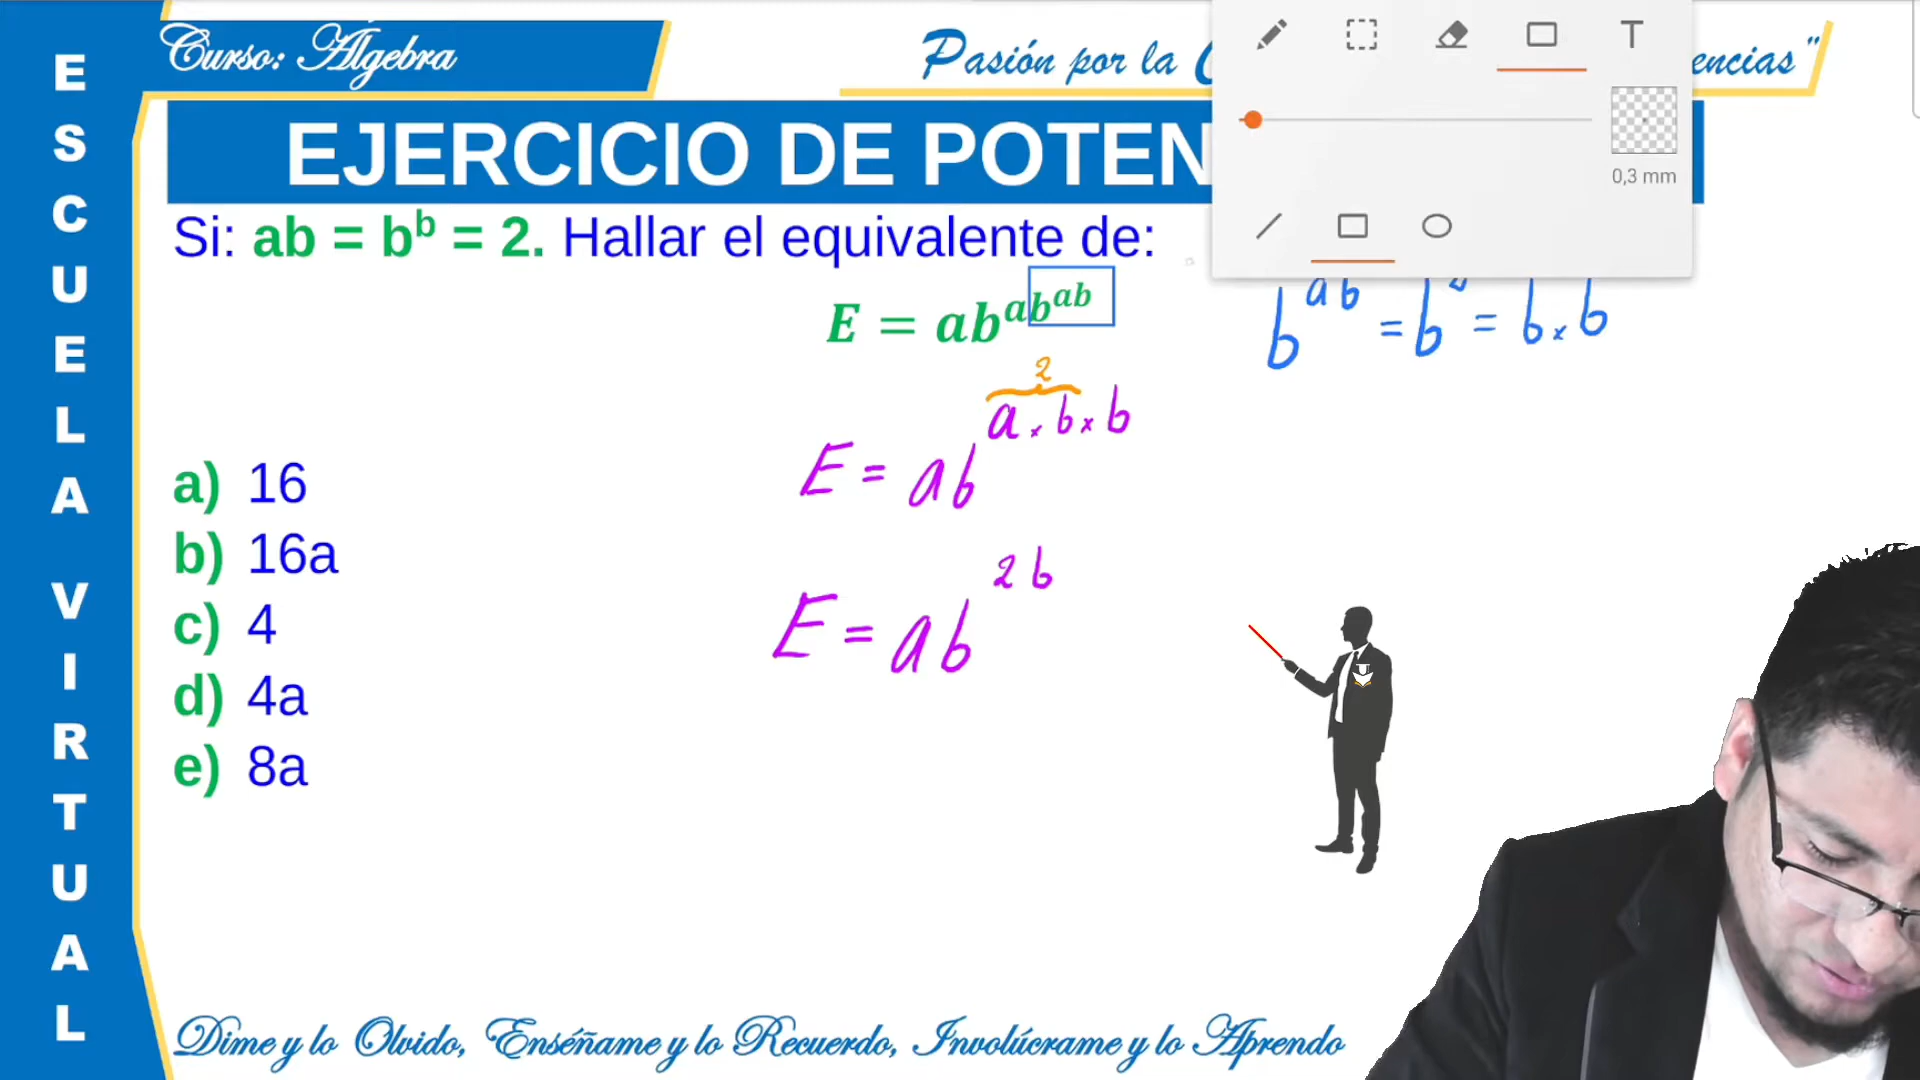 ESCUELA VIRTUAL
Curso: Álgebra
Pasión por la
encias"
EJERCICIO DE POTEN
T
0,3 mm
Si: ab = b^b = 2. Hallar el equivalente de:
E = ab^{ab^{ab}}
b^{ab} = b^2 = b × b
2
E = ab^{a × b × b}
E = ab^{2b}
a) 16
b) 16a
c) 4
d) 4a
e) 8a
Dime y lo Olvido, Enséñame y lo Recuerdo, Involúcrame y lo Aprendo